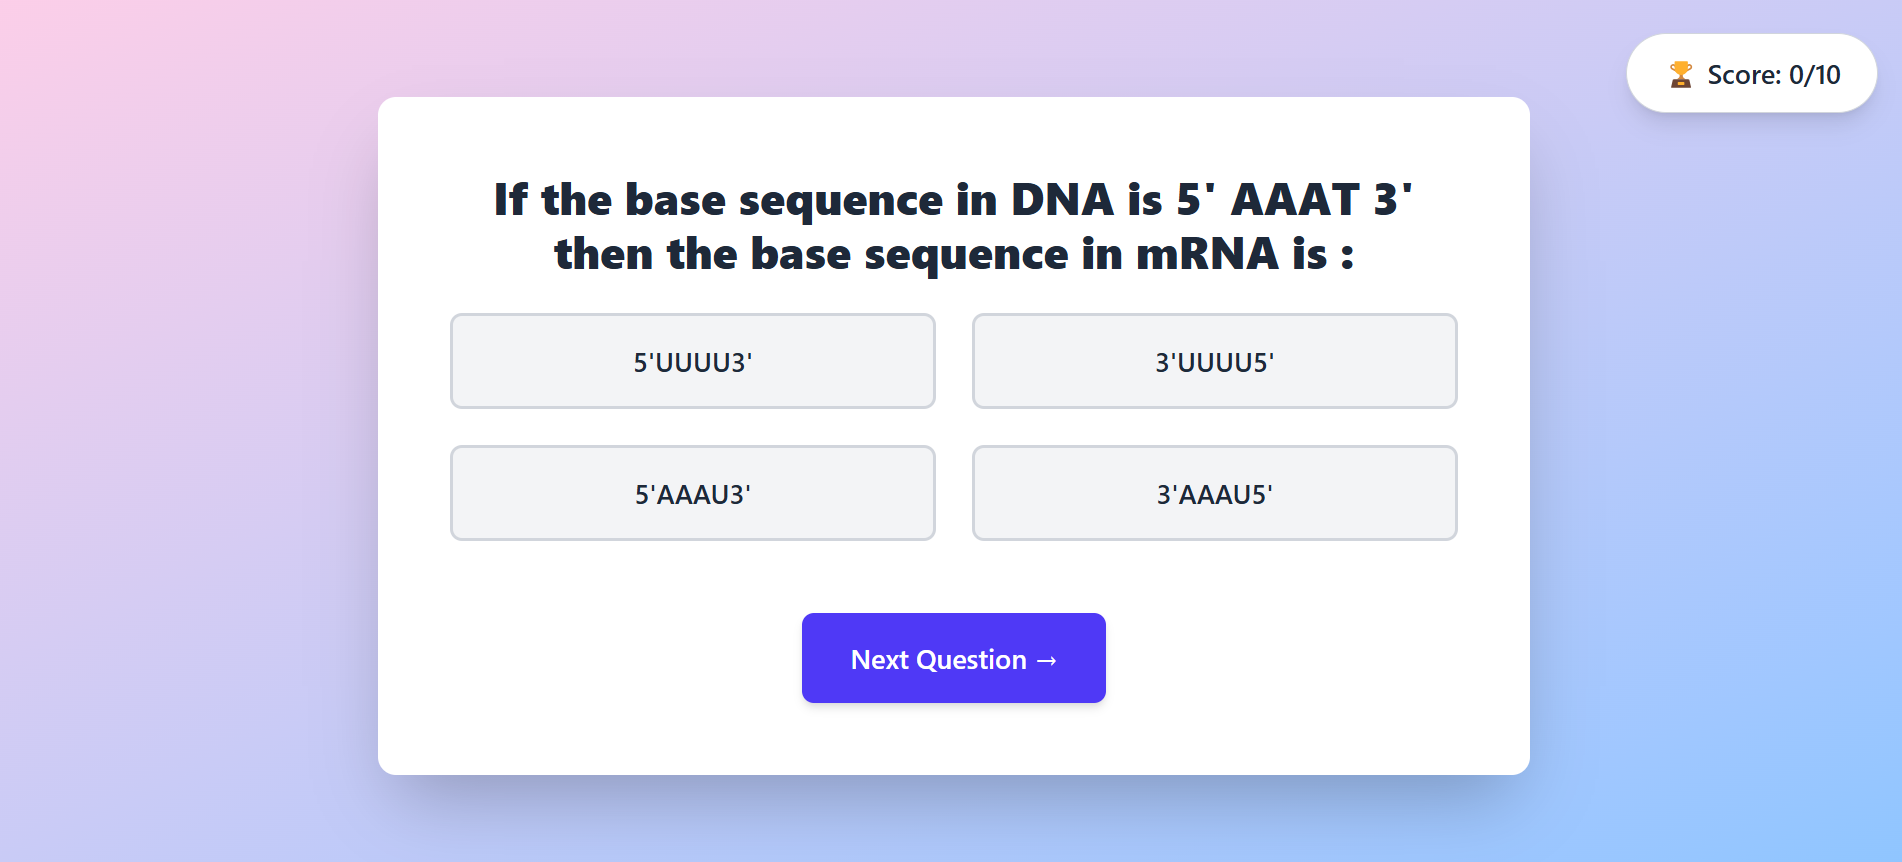 🏆 Score: 0/10
If the base sequence in DNA is 5' AAAT 3'
then the base sequence in mRNA is :
5'UUUU3'
3'UUUU5'
5'AAAU3'
3'AAAU5'
Next Question →